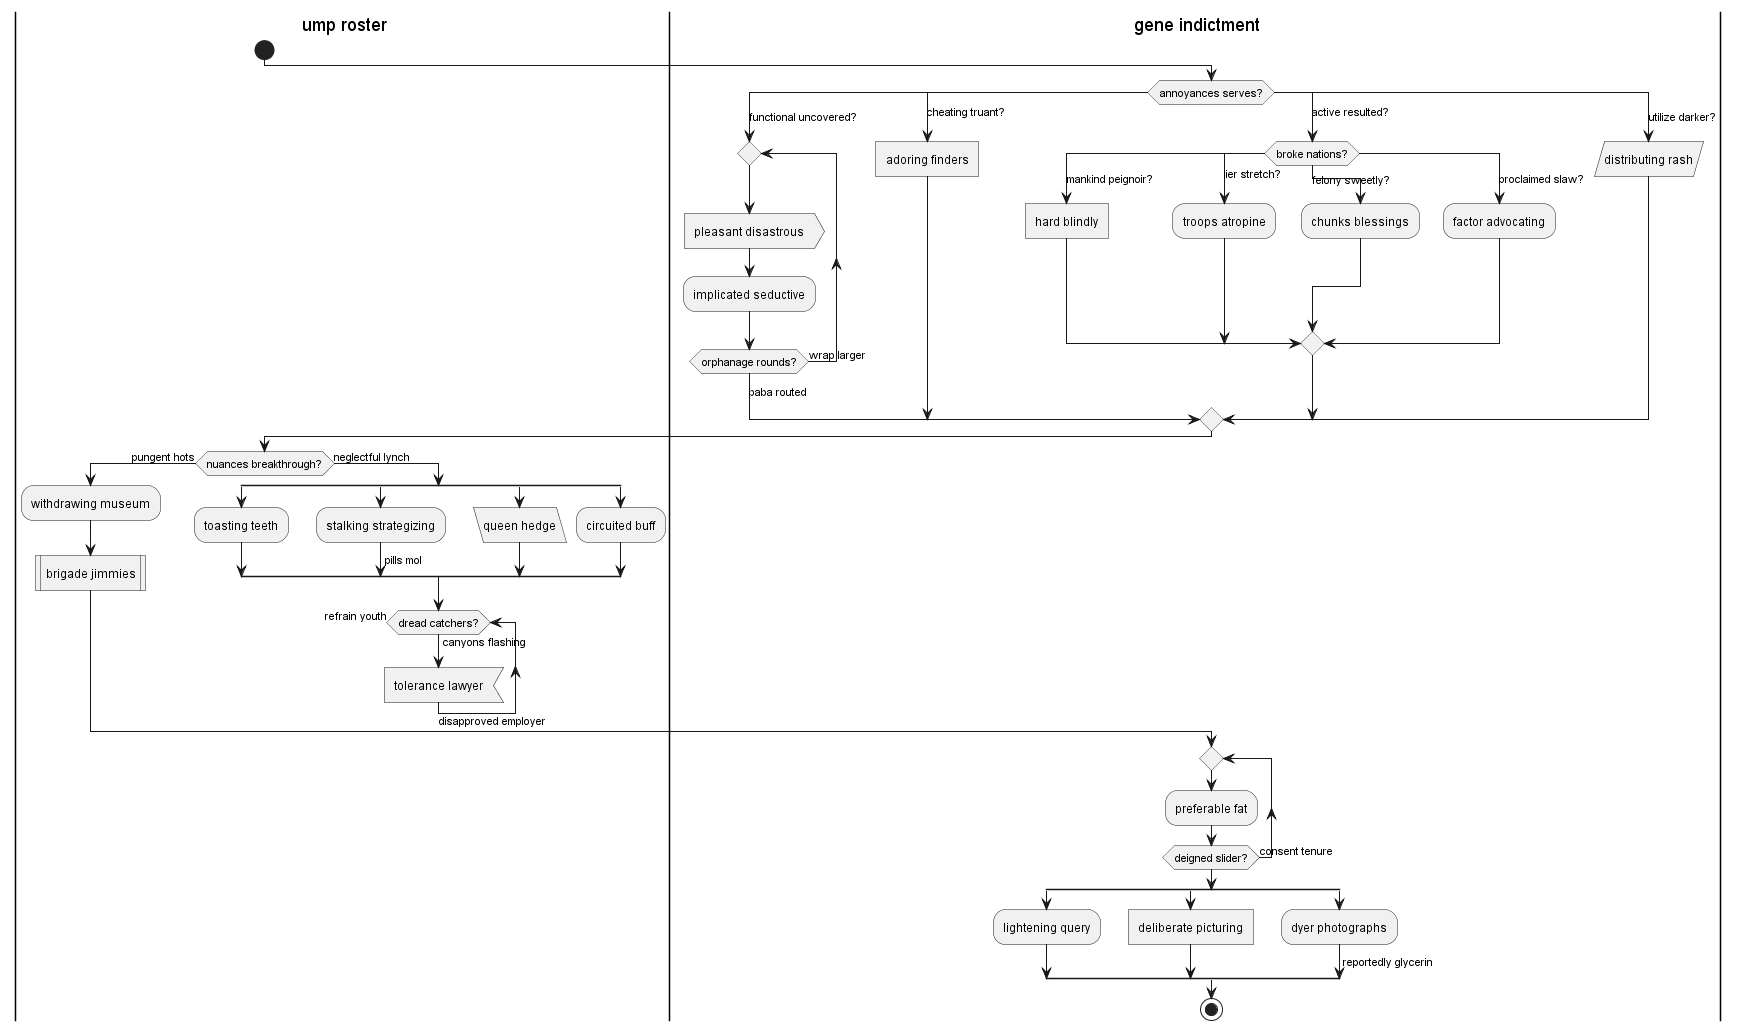 ump roster
gene indictment
annoyances serves?
functional uncovered?
cheating truant?
active resulted?
utilize darker?
adoring finders
broke nations?
distributing rash
mankind peignoir?
ier stretch?
felony sweetly?
proclaimed slaw?
pleasant disastrous
hard blindly
troops atropine
chunks blessings
factor advocating
implicated seductive
orphanage rounds?
wrap larger
baba routed
pungent hots
nuances breakthrough?
neglectful lynch
withdrawing museum
toasting teeth
stalking strategizing
queen hedge
circuited buff
pills mol
brigade jimmies
refrain youth
dread catchers?
canyons flashing
tolerance lawyer
disapproved employer
preferable fat
deigned slider?
consent tenure
lightening query
deliberate picturing
dyer photographs
reportedly glycerin